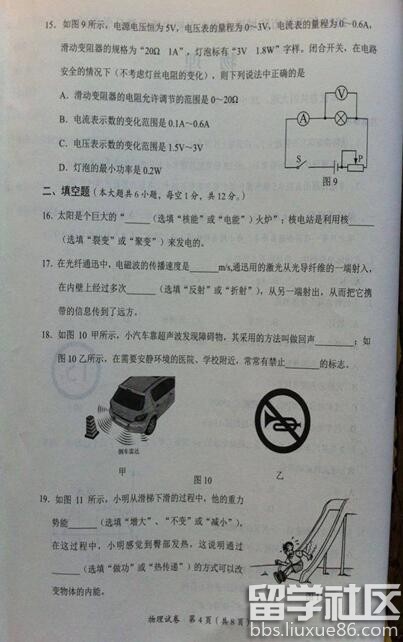 15. 如图9所示，电源电压恒为5V，电压表的量程为0～3V，电流表的量程为0～0.6A，
滑动变阻器的规格为“20Ω 1A”，灯泡标有“3V 1.8W”字样。闭合开关，在电路
安全的情况下（不考虑灯丝电阻的变化），则下列说法中正确的是
A．滑动变阻器的电阻允许调节的范围是0～20Ω
B．电流表示数的变化范围是0.1A～0.6A
C．电压表示数的变化范围是1.5V～3V
D．灯泡的最小功率是0.2W
V
A
S
P
图9
二、填空题（本大题共6小题，每空1分，共12分。）
16. 太阳是个巨大的“______（选填“核能”或“电能”）火炉”；核电站是利用核______
（选填“裂变”或“聚变”）来发电的。
17. 在光纤通迅中，电磁波的传播速度是______m/s,通迅用的激光从光导纤维的一端射入，
在内壁上经过多次______（选填“反射”或“折射”），从另一端射出，从而把它携
带的信息传到了远方。
18. 如图10甲所示，小汽车靠超声波发现障碍物，其采用的方法叫做回声______；如
图10乙所示，在需要安静环境的医院、学校附近，常常有禁止______的标志。
倒车雷达
甲
图10
乙
19. 如图11所示，小明从滑梯下滑的过程中，他的重力
势能______（选填“增大”、“不变”或“减小”），
在这过程中，小明感觉到臀部发热，这说明通过
______（选填“做功”或“热传递”）的方式可以改
变物体的内能。
物理试卷 第4页（共8页）
留学社区
bbs.liuxue86.com